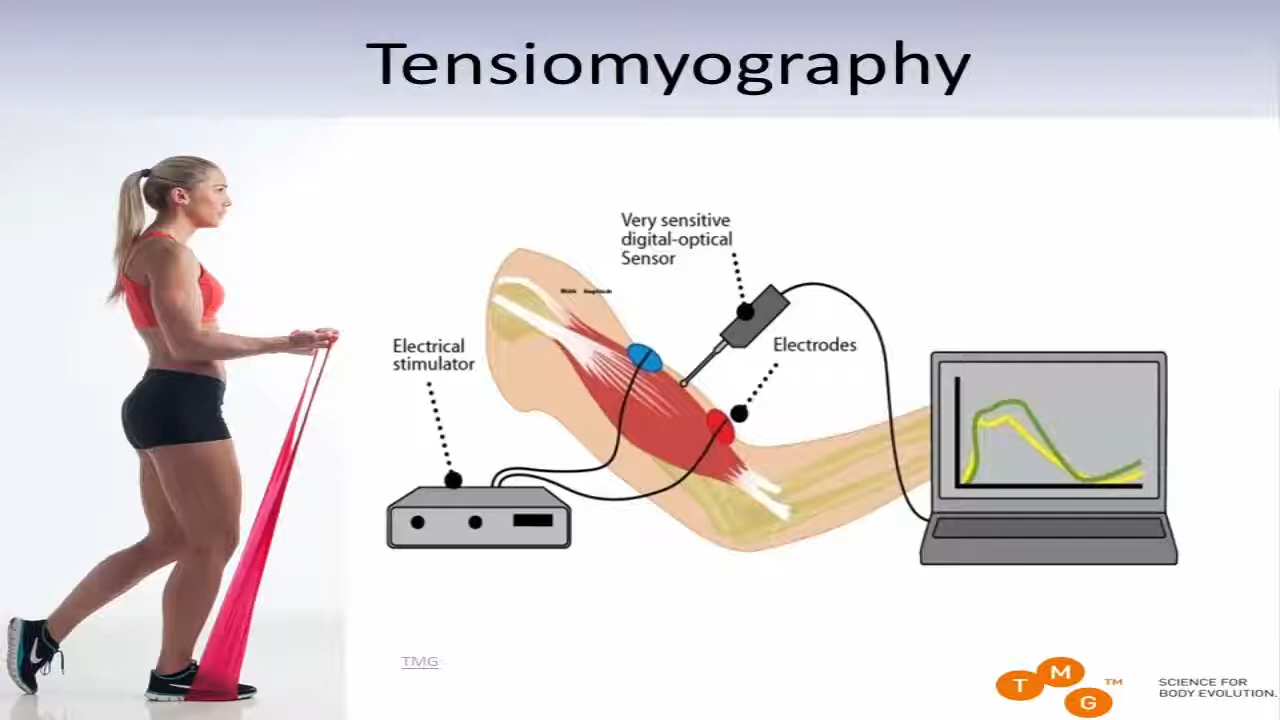 Tensiomyography
Very sensitive
digital-optical
Sensor
Electrical
stimulator
Electrodes
TMG
T M G TM
SCIENCE FOR
BODY EVOLUTION.